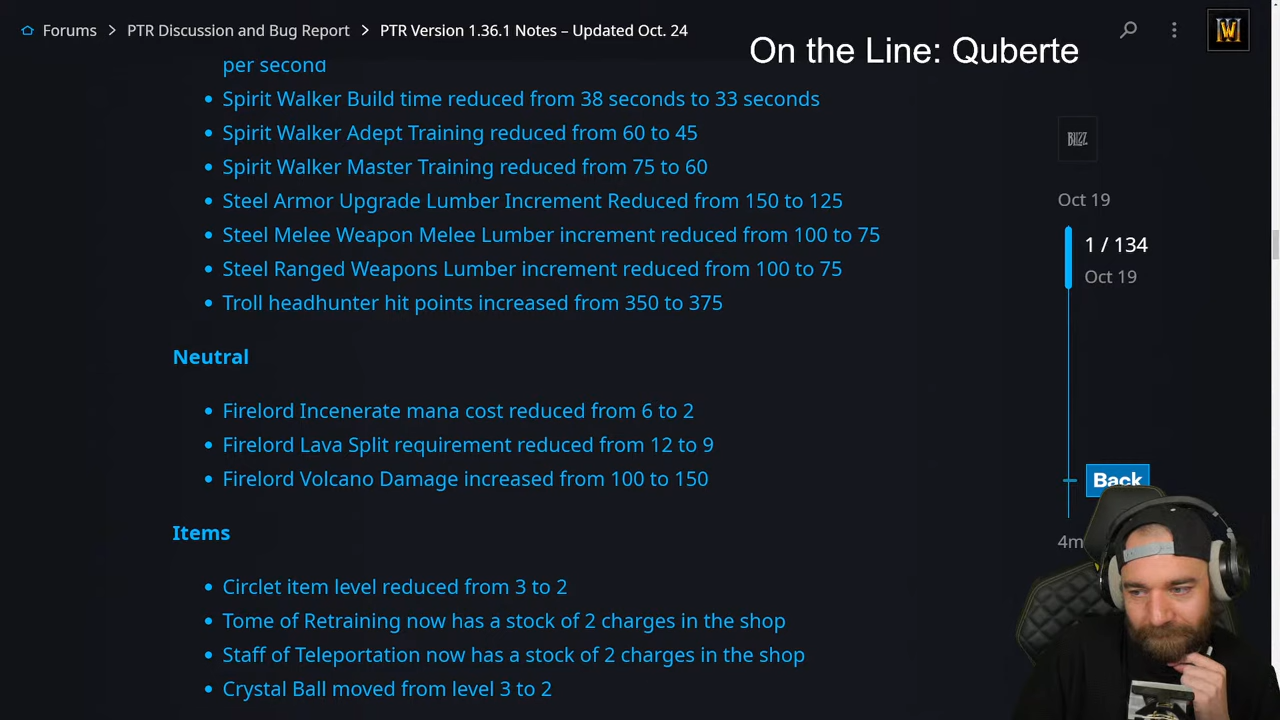 Forums > PTR Discussion and Bug Report > PTR Version 1.36.1 Notes – Updated Oct. 24
On the Line: Quberte
per second
Spirit Walker Build time reduced from 38 seconds to 33 seconds
Spirit Walker Adept Training reduced from 60 to 45
Spirit Walker Master Training reduced from 75 to 60
Steel Armor Upgrade Lumber Increment Reduced from 150 to 125
Steel Melee Weapon Melee Lumber increment reduced from 100 to 75
Steel Ranged Weapons Lumber increment reduced from 100 to 75
Troll headhunter hit points increased from 350 to 375
Neutral
Firelord Incenerate mana cost reduced from 6 to 2
Firelord Lava Split requirement reduced from 12 to 9
Firelord Volcano Damage increased from 100 to 150
Items
Circlet item level reduced from 3 to 2
Tome of Retraining now has a stock of 2 charges in the shop
Staff of Teleportation now has a stock of 2 charges in the shop
Crystal Ball moved from level 3 to 2
BLIZZ
Oct 19
1 / 134
Oct 19
Back
4m